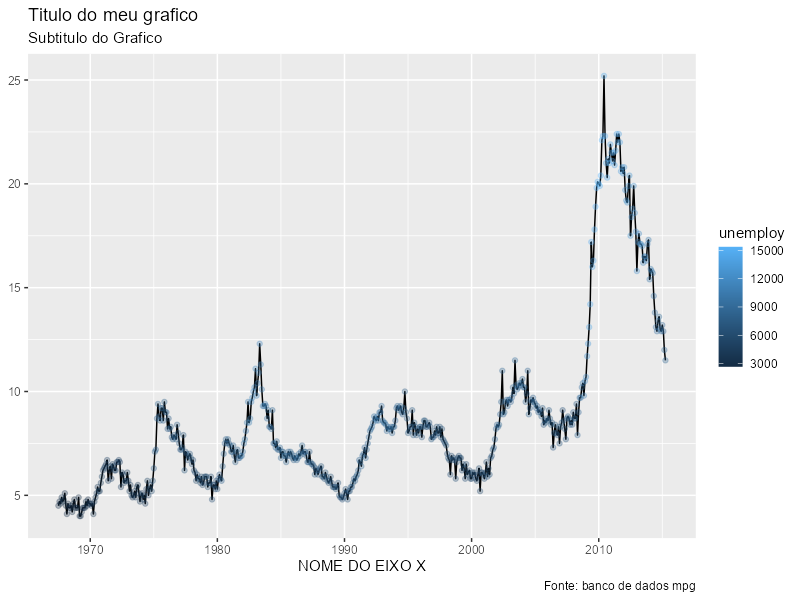 Titulo do meu grafico
Subtitulo do Grafico
25
20
15
10
5
1970 1980 1990 2000 2010
NOME DO EIXO X
unemploy
15000
12000
9000
6000
3000
Fonte: banco de dados mpg